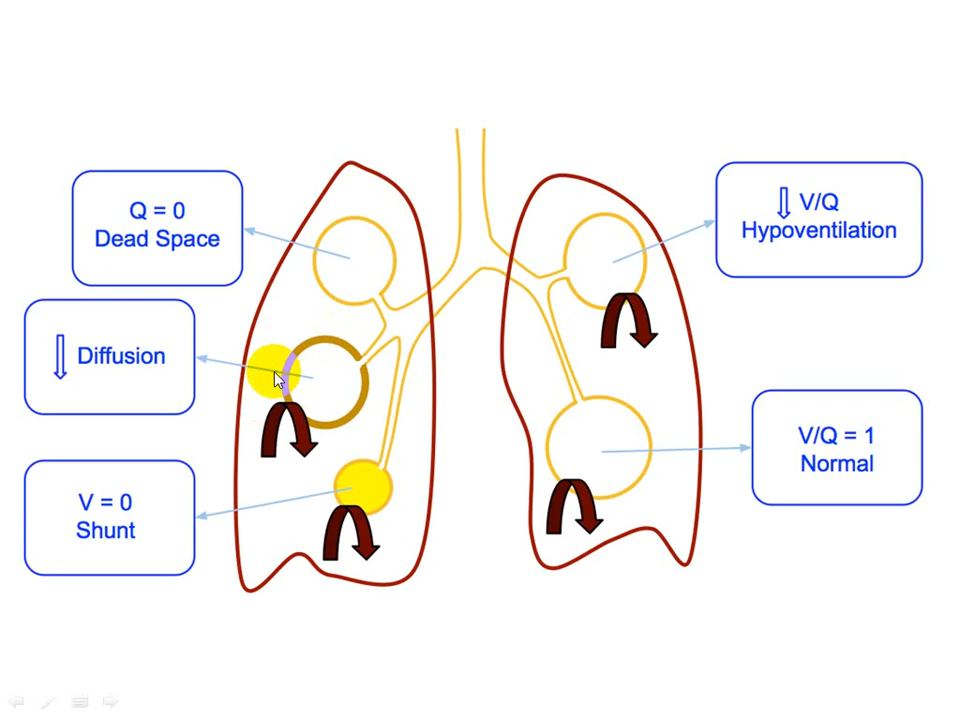 Q = 0
Dead Space
Diffusion
V = 0
Shunt
V/Q
Hypoventilation
V/Q = 1
Normal